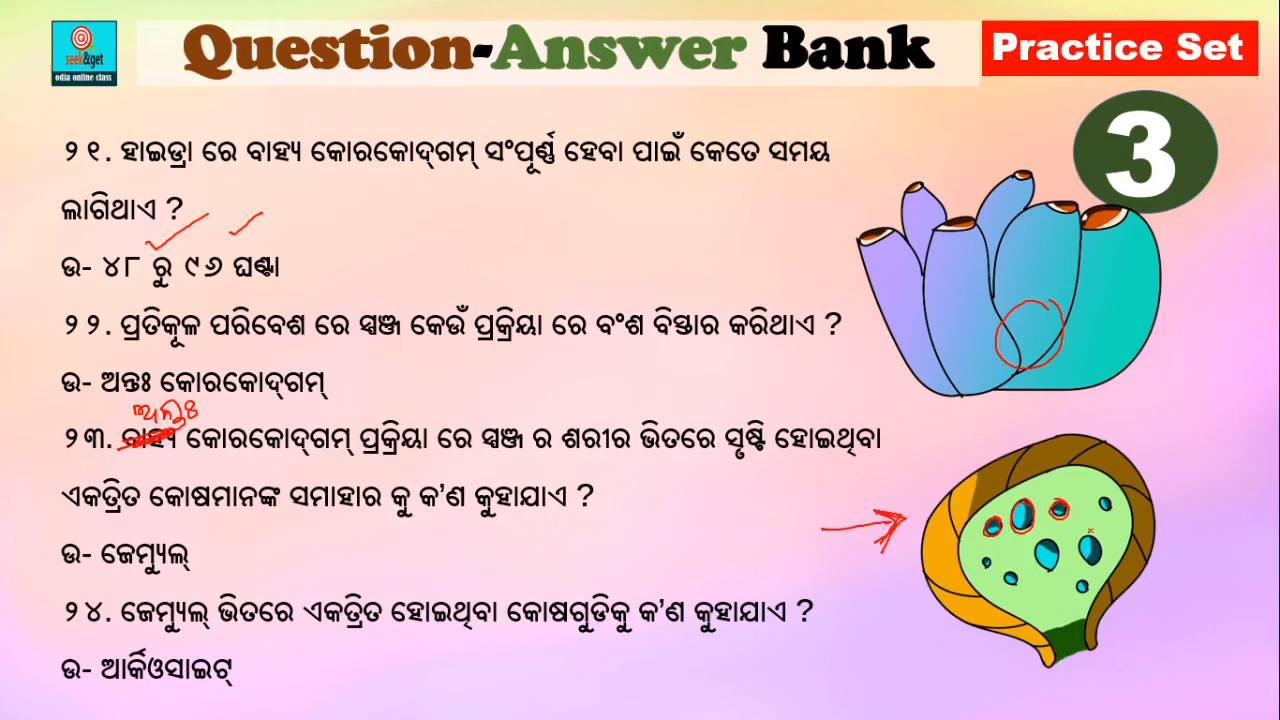 seek&get
odia online class
Question-Answer Bank
Practice Set
3
୨୧. ହାଇଡ୍ରା ରେ ବାହ୍ୟ କୋରକୋଦ୍‌ଗମ୍ ସଂପୂର୍ଣ୍ଣ ହେବା ପାଇଁ କେତେ ସମୟ
ଲାଗିଥାଏ ?
ଉ- ୪୮ ରୁ ୯୬ ଘଣ୍ଟା
୨୨. ପ୍ରତିକୂଳ ପରିବେଶ ରେ ସ୍ପଞ୍ଜ କେଉଁ ପ୍ରକ୍ରିୟା ରେ ବଂଶ ବିସ୍ତାର କରିଥାଏ ?
ଉ- ଅନ୍ତଃ କୋରକୋଦ୍‌ଗମ୍
ଅନ୍ତଃ
୨୩. ବାହ୍ୟ କୋରକୋଦ୍‌ଗମ୍ ପ୍ରକ୍ରିୟା ରେ ସ୍ପଞ୍ଜ ର ଶରୀର ଭିତରେ ସୃଷ୍ଟି ହୋଇଥିବା
ଏକତ୍ରିତ କୋଷମାନଙ୍କ ସମାହାର କୁ କ'ଣ କୁହାଯାଏ ?
ଉ- ଜେମ୍ୟୁଲ୍
୨୪. ଜେମ୍ୟୁଲ୍ ଭିତରେ ଏକତ୍ରିତ ହୋଇଥିବା କୋଷଗୁଡିକୁ କ'ଣ କୁହାଯାଏ ?
ଉ- ଆର୍କିଓସାଇଟ୍